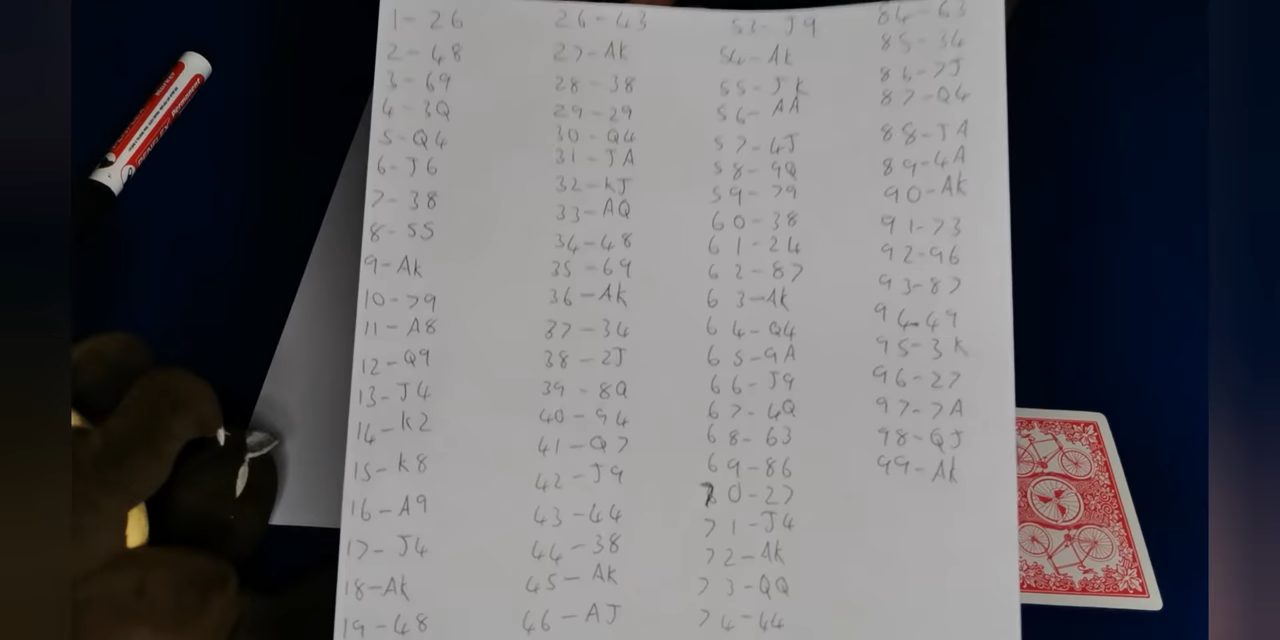 1-26
2-48
3-69
4-3Q
5-Q4
6-J6
7-38
8-55
9-AK
10-79
11-A8
12-Q9
13-J4
14-K2
15-K8
16-A9
17-J4
18-AK
19-48
26-43
27-AK
28-38
29-29
30-Q4
31-JA
32-KJ
33-AQ
34-48
35-69
36-AK
37-34
38-2J
39-8Q
40-94
41-Q7
42-J9
43-44
44-38
45-AK
46-AJ
53-J9
54-AK
55-JK
56-AA
57-4J
58-9Q
59-79
60-38
61-24
62-87
63-AK
64-Q4
65-9A
66-J9
67-4Q
68-63
69-86
70-27
71-J4
72-AK
73-QQ
74-44
84-63
85-34
86-7J
87-Q4
88-JA
89-4A
90-AK
91-73
92-96
93-87
94-49
95-3K
96-27
97-7A
98-QJ
99-AK
Marker
PERMANENT